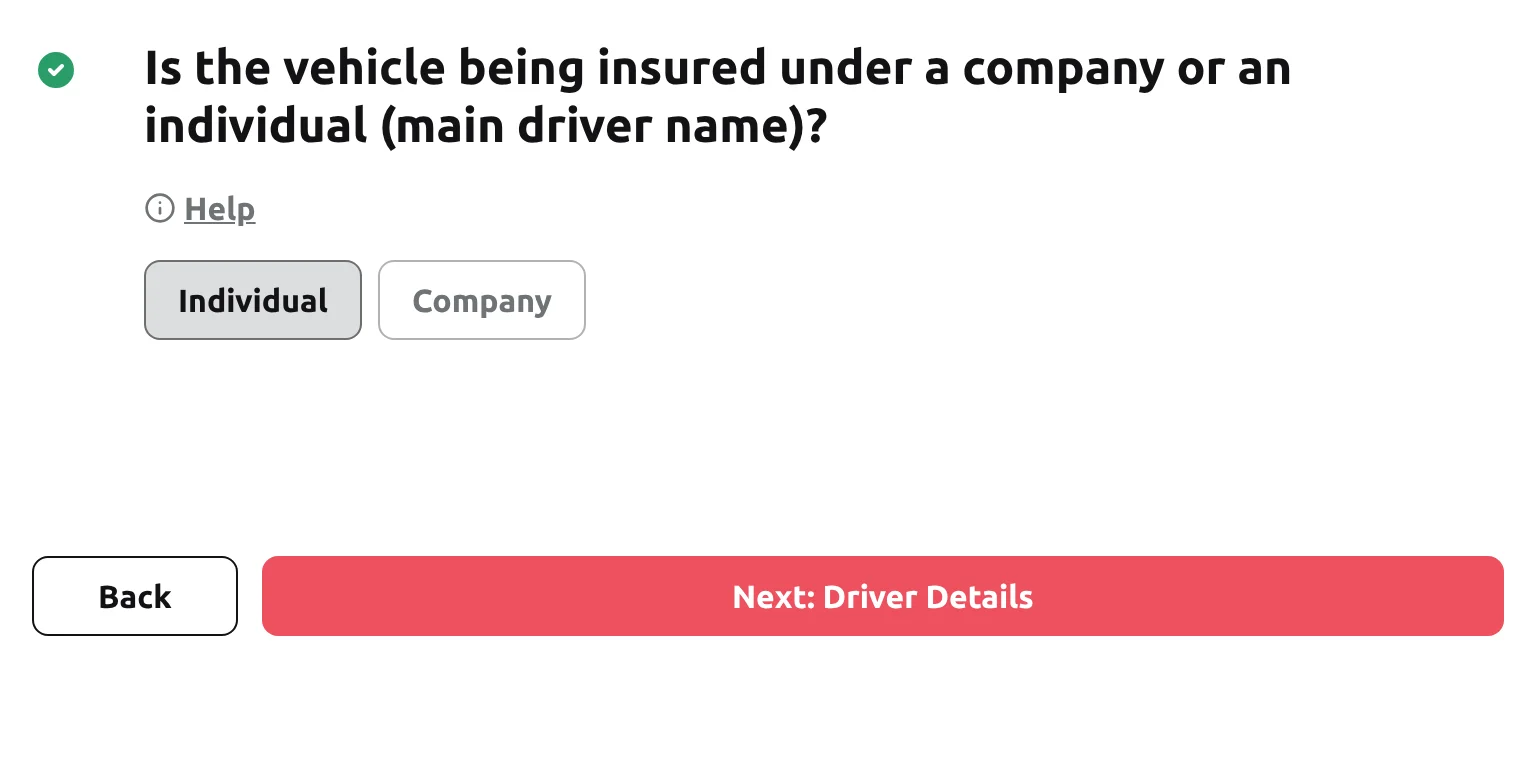 Is the vehicle being insured under a company or an
individual (main driver name)?
Help
Individual
Company
Back
Next: Driver Details